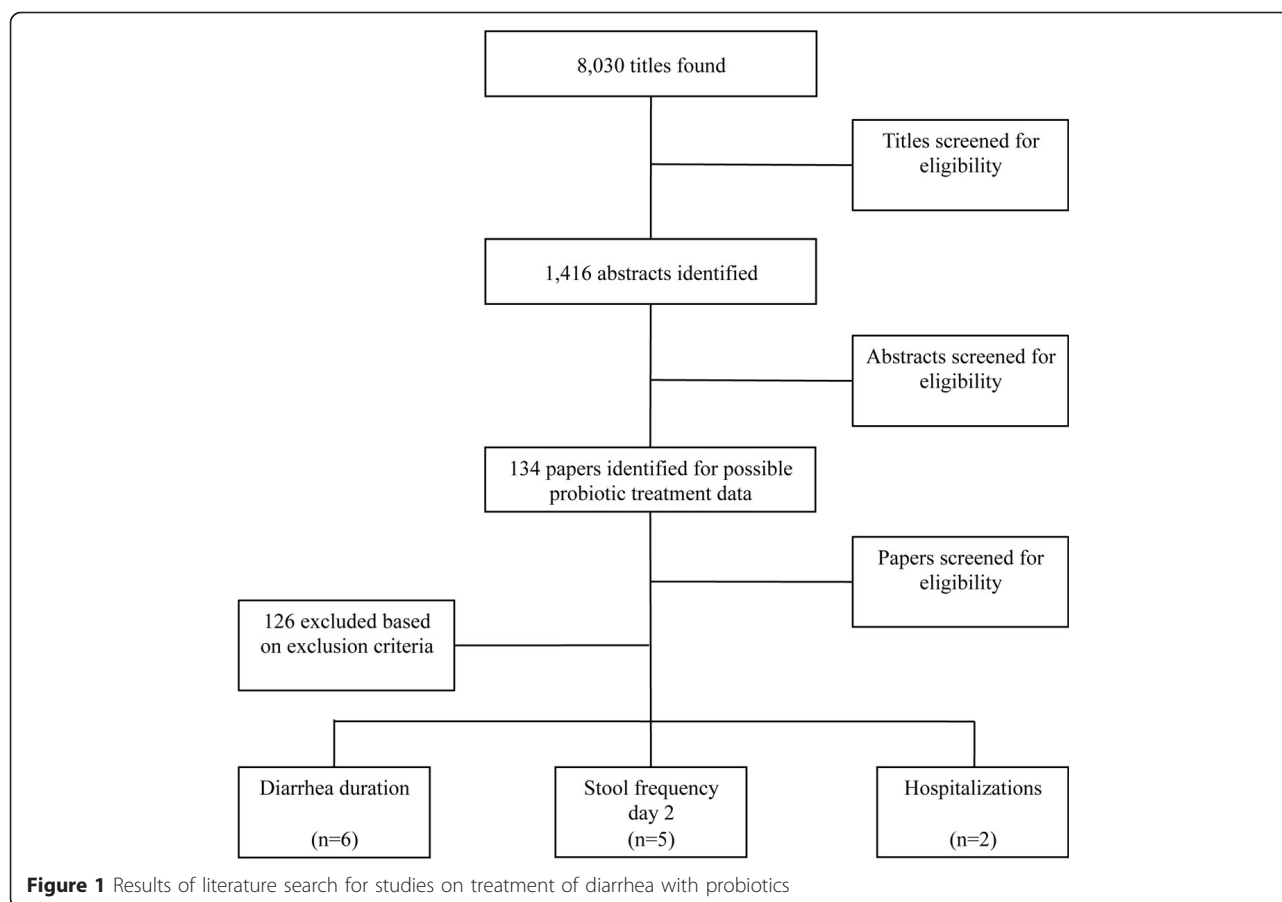 8,030 titles found
Titles screened for
eligibility
1,416 abstracts identified
Abstracts screened for
eligibility
134 papers identified for possible
probiotic treatment data
Papers screened for
eligibility
126 excluded based
on exclusion criteria
Diarrhea duration
(n=6)
Stool frequency
day 2
(n=5)
Hospitalizations
(n=2)
Figure 1 Results of literature search for studies on treatment of diarrhea with probiotics